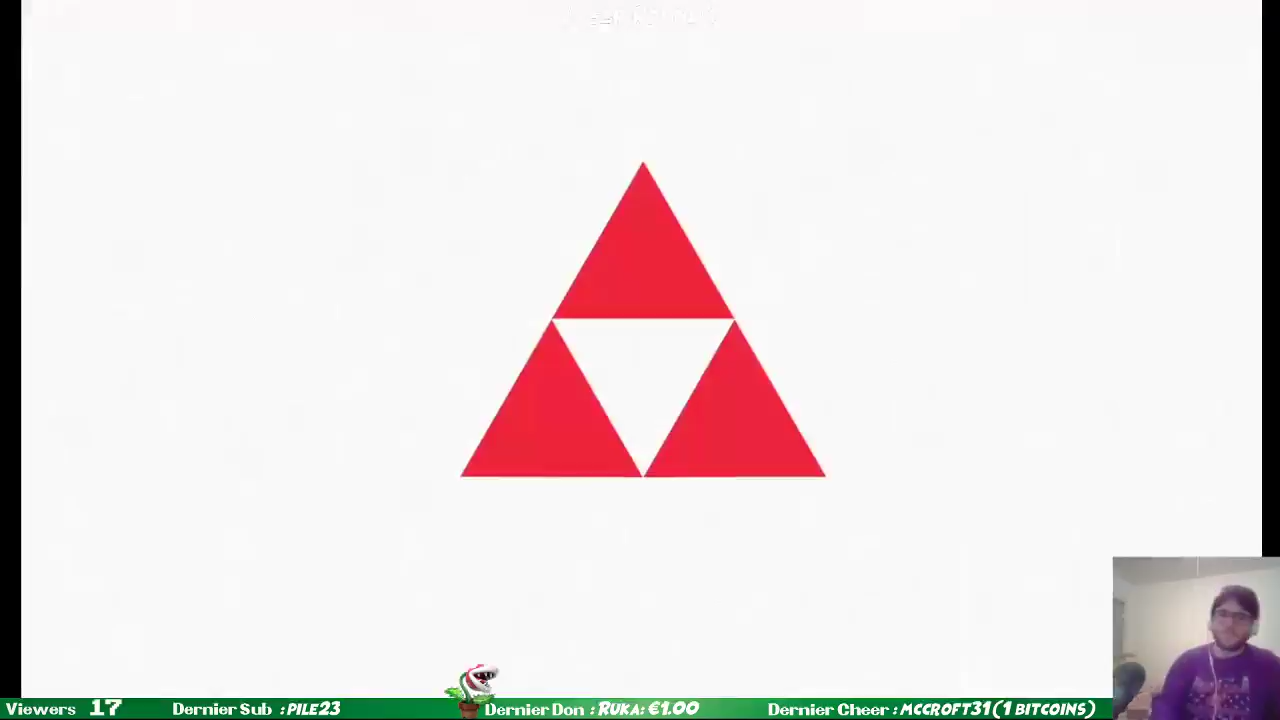 Viewers 17 Dernier Sub : PILE23 Dernier Don : RUKA: €1.00 Dernier Cheer : MCCROFT31 (1 BITCOINS)